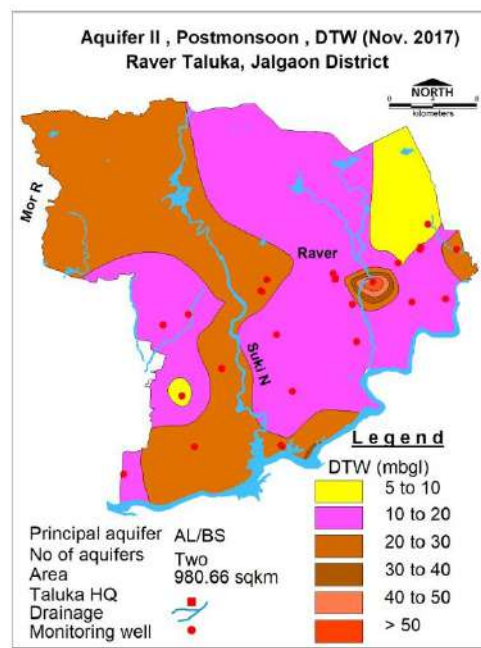 Aquifer II , Postmonsoon , DTW (Nov. 2017)
Raver Taluka, Jalgaon District
NORTH
kilometers
Mor R
Raver
Suki N
Legend
DTW (mbgl)
5 to 10
10 to 20
20 to 30
30 to 40
40 to 50
> 50
Principal aquifer AL/BS
No of aquifers Two
Area 980.66 sqkm
Taluka HQ
Drainage
Monitoring well